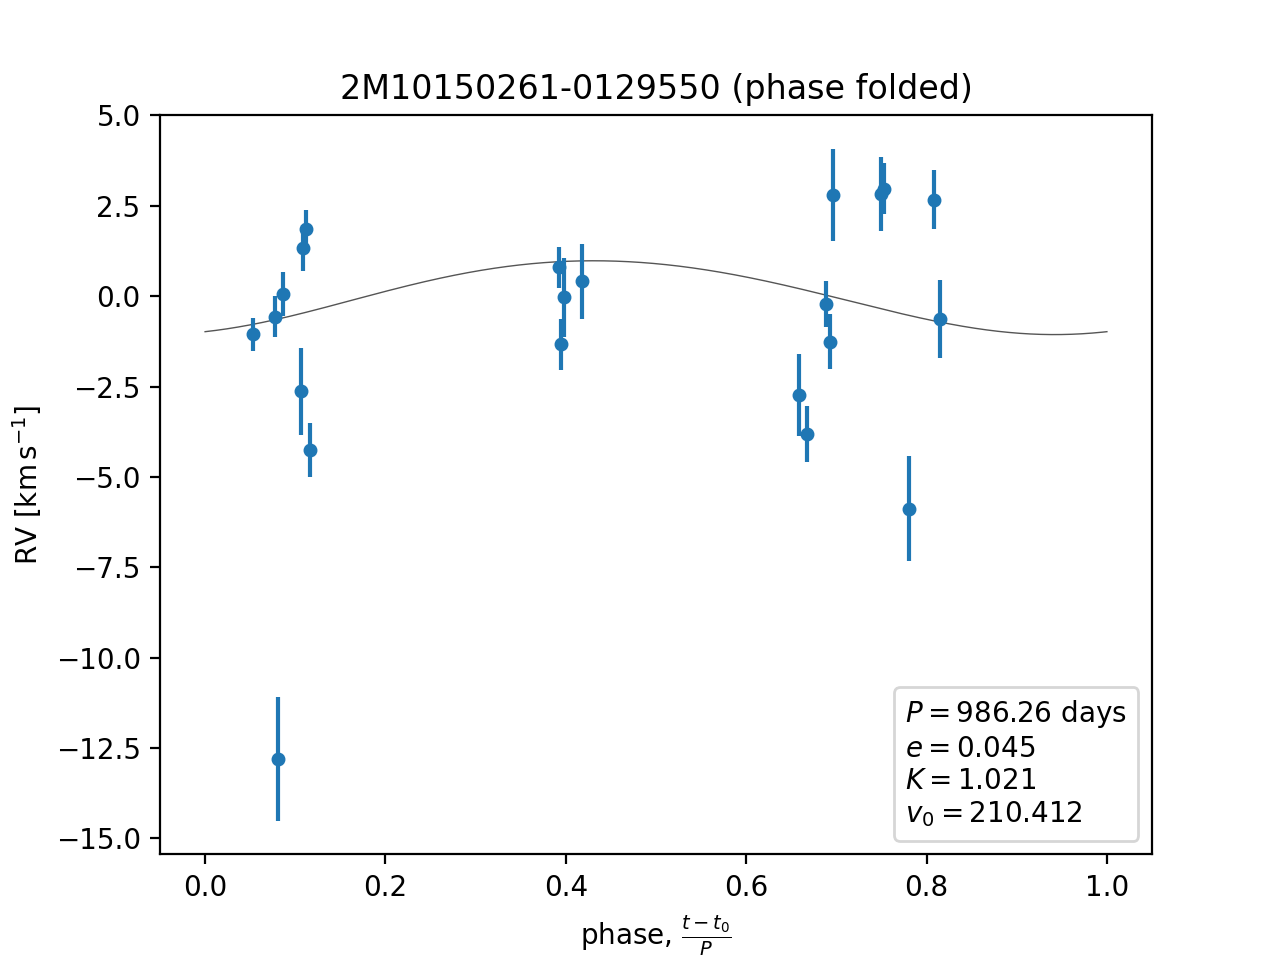 2M10150261-0129550 (phase folded)
5.0
2.5
0.0
−2.5
−5.0
−7.5
−10.0
−12.5
−15.0
RV [km s⁻¹]
P = 986.26 days
e = 0.045
K = 1.021
v₀ = 210.412
0.0 0.2 0.4 0.6 0.8 1.0
phase, (t − t₀)/P